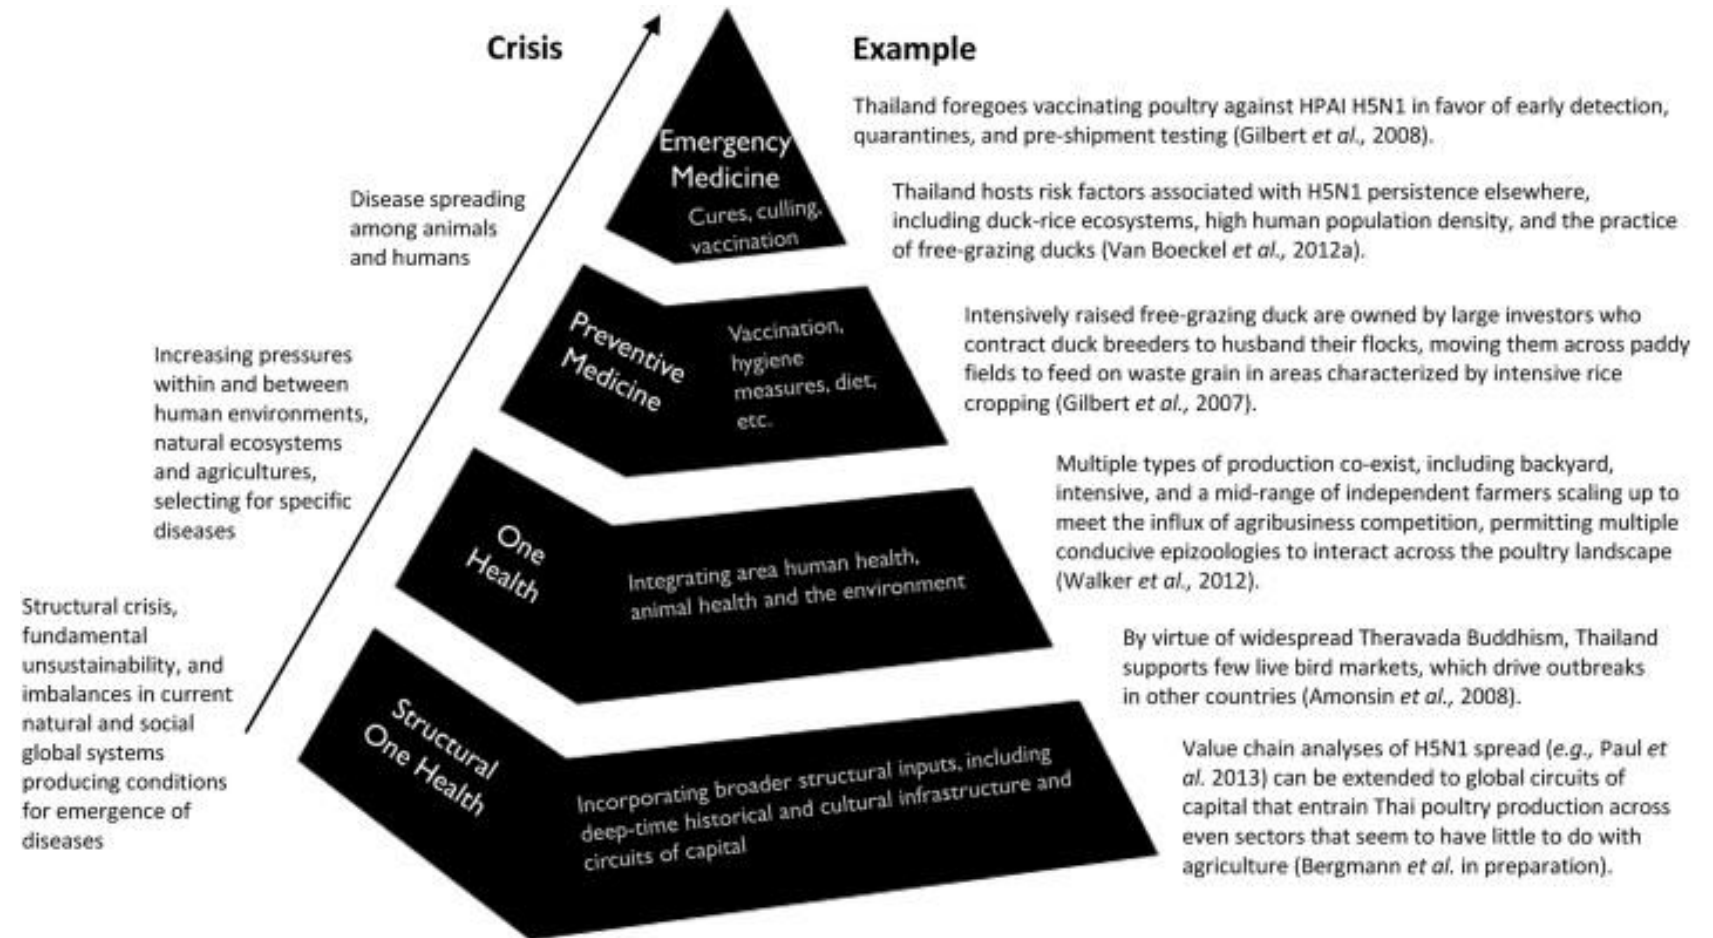 Crisis
Example
Disease spreading
among animals
and humans
Increasing pressures
within and between
human environments,
natural ecosystems
and agricultures,
selecting for specific
diseases
Structural crisis,
fundamental
unsustainability, and
imbalances in current
natural and social
global systems
producing conditions
for emergence of
diseases
Emergency
Medicine
Cures, culling,
vaccination
Preventive
Medicine
Vaccination,
hygiene
measures, diet,
etc.
One
Health
Integrating area human health,
animal health and the environment
Structural
One Health
Incorporating broader structural inputs, including
deep-time historical and cultural infrastructure and
circuits of capital
Thailand foregoes vaccinating poultry against HPAI H5N1 in favor of early detection,
quarantines, and pre-shipment testing (Gilbert et al., 2008).
Thailand hosts risk factors associated with H5N1 persistence elsewhere,
including duck-rice ecosystems, high human population density, and the practice
of free-grazing ducks (Van Boeckel et al., 2012a).
Intensively raised free-grazing duck are owned by large investors who
contract duck breeders to husband their flocks, moving them across paddy
fields to feed on waste grain in areas characterized by intensive rice
cropping (Gilbert et al., 2007).
Multiple types of production co-exist, including backyard,
intensive, and a mid-range of independent farmers scaling up to
meet the influx of agribusiness competition, permitting multiple
conducive epizoologies to interact across the poultry landscape
(Walker et al., 2012).
By virtue of widespread Theravada Buddhism, Thailand
supports few live bird markets, which drive outbreaks
in other countries (Amonsin et al., 2008).
Value chain analyses of H5N1 spread (e.g., Paul et
al. 2013) can be extended to global circuits of
capital that entrain Thai poultry production across
even sectors that seem to have little to do with
agriculture (Bergmann et al. in preparation).